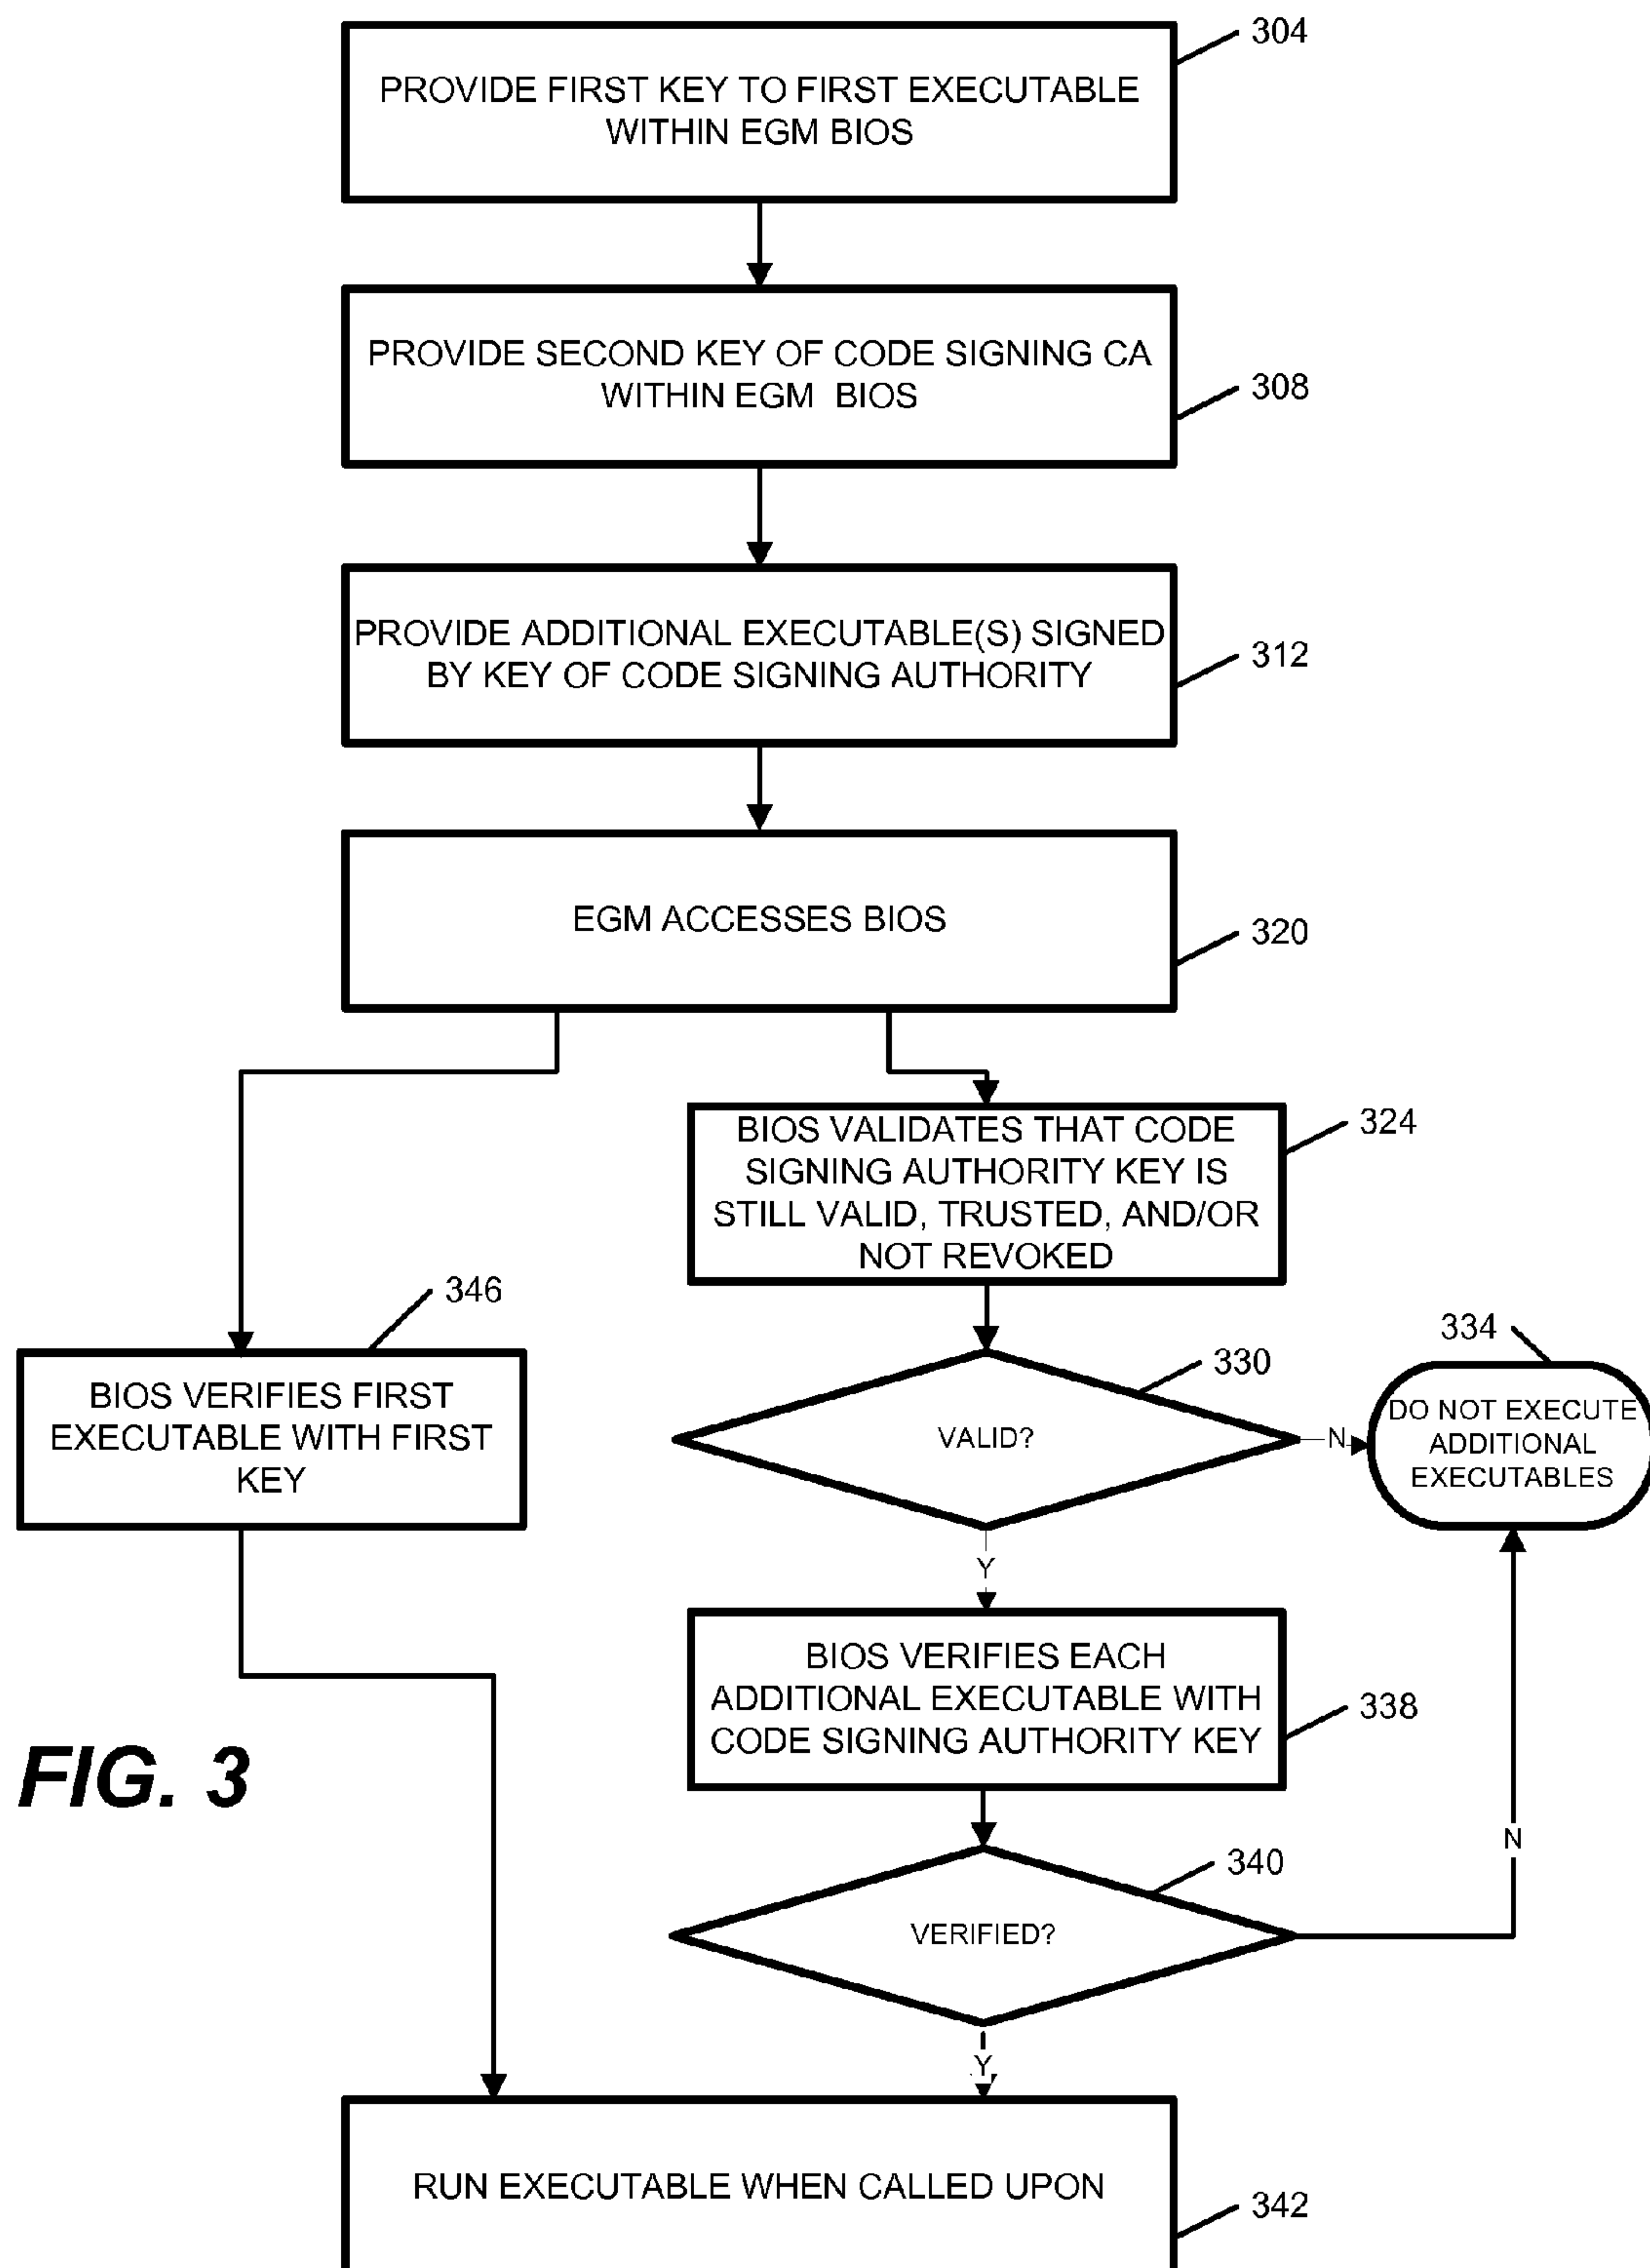 304
PROVIDE FIRST KEY TO FIRST EXECUTABLE
WITHIN EGM BIOS
PROVIDE SECOND KEY OF CODE SIGNING CA
WITHIN EGM BIOS
308
PROVIDE ADDITIONAL EXECUTABLE(S) SIGNED
BY KEY OF CODE SIGNING AUTHORITY
312
EGM ACCESSES BIOS
320
BIOS VALIDATES THAT CODE
SIGNING AUTHORITY KEY IS
STILL VALID, TRUSTED, AND/OR
NOT REVOKED
324
346
BIOS VERIFIES FIRST
EXECUTABLE WITH FIRST
KEY
330
VALID?
N
334
DO NOT EXECUTE
ADDITIONAL
EXECUTABLES
Y
BIOS VERIFIES EACH
ADDITIONAL EXECUTABLE WITH
CODE SIGNING AUTHORITY KEY
338
FIG. 3
N
340
VERIFIED?
Y
RUN EXECUTABLE WHEN CALLED UPON
342